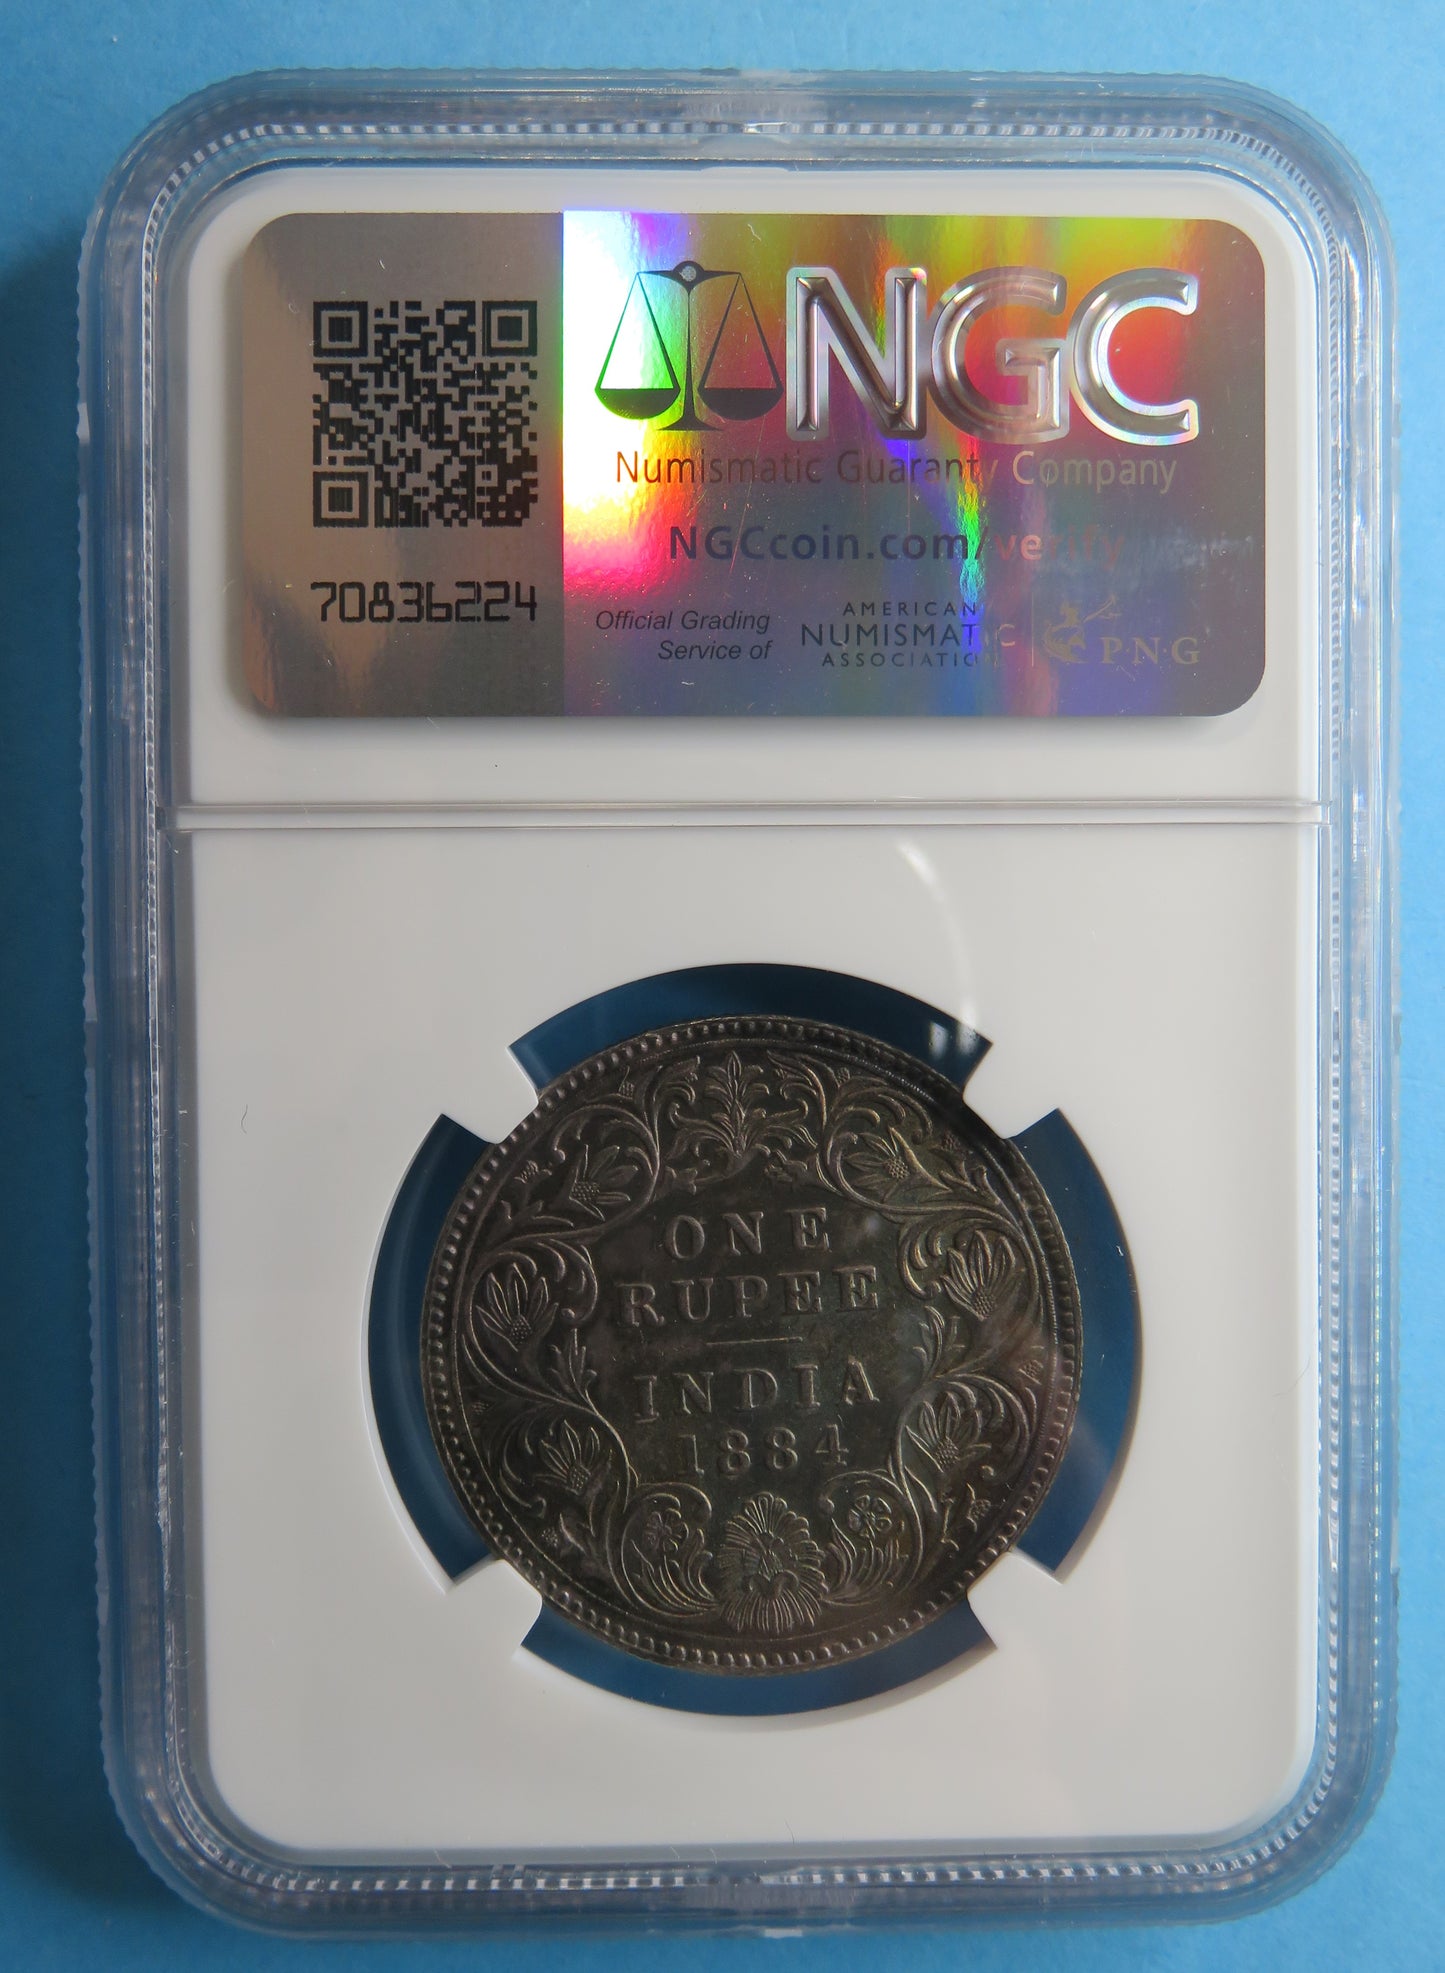 NGC
Numismatic Guaranty Company
NGCcoin.com/verify
70836224
Official Grading
Service of
AMERICAN
NUMISMATIC
ASSOCIATION
P·N·G
ONE
RUPEE
INDIA
1884